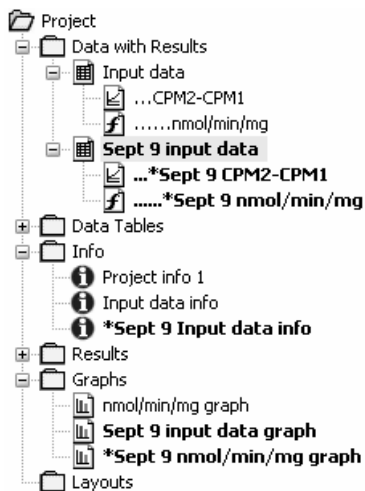 Project
Data with Results
Input data
...CPM2-CPM1
......nmol/min/mg
Sept 9 input data
...*Sept 9 CPM2-CPM1
......*Sept 9 nmol/min/mg
Data Tables
Info
Project info 1
Input data info
*Sept 9 Input data info
Results
Graphs
nmol/min/mg graph
Sept 9 input data graph
*Sept 9 nmol/min/mg graph
Layouts